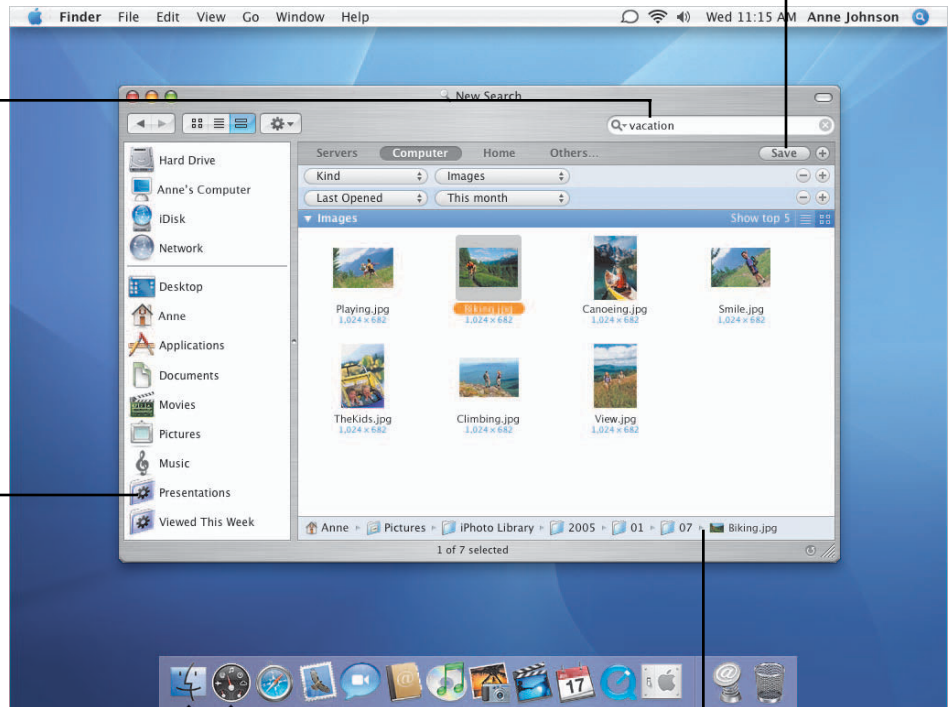 Finder File Edit View Go Window Help Wed 11:15 AM Anne Johnson
New Search
vacation
Servers Computer Home Others... Save
Kind Images
Last Opened This month
Images Show top 5
Hard Drive
Anne's Computer
iDisk
Network
Desktop
Anne
Applications
Documents
Movies
Pictures
Music
Presentations
Viewed This Week
Playing.jpg
1,024 x 682
Biking.jpg
1,024 x 682
Canoeing.jpg
1,024 x 682
Smile.jpg
1,024 x 682
TheKids.jpg
1,024 x 682
Climbing.jpg
1,024 x 682
View.jpg
1,024 x 682
Anne Pictures iPhoto Library 2005 01 07 Biking.jpg
1 of 7 selected
17